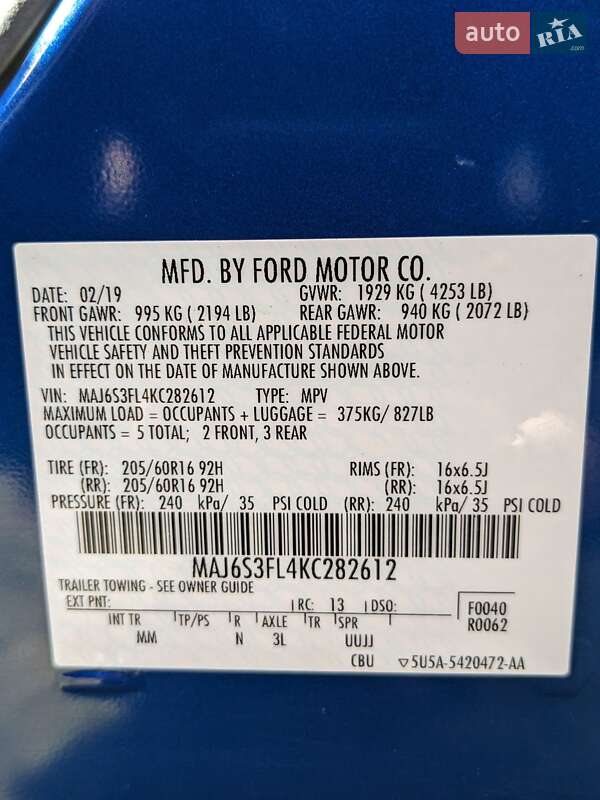 auto RIA.com
MFD. BY FORD MOTOR CO.
DATE: 02/19 GVWR: 1929 KG ( 4253 LB)
FRONT GAWR: 995 KG ( 2194 LB) REAR GAWR: 940 KG ( 2072 LB)
THIS VEHICLE CONFORMS TO ALL APPLICABLE FEDERAL MOTOR
VEHICLE SAFETY AND THEFT PREVENTION STANDARDS
IN EFFECT ON THE DATE OF MANUFACTURE SHOWN ABOVE.
VIN: MAJ6S3FL4KC282612 TYPE: MPV
MAXIMUM LOAD = OCCUPANTS + LUGGAGE = 375KG/ 827LB
OCCUPANTS = 5 TOTAL; 2 FRONT, 3 REAR
TIRE (FR): 205/60R16 92H RIMS (FR): 16x6.5J
(RR): 205/60R16 92H (RR): 16x6.5J
PRESSURE (FR): 240 kPa/ 35 PSI COLD (RR): 240 kPa/ 35 PSI COLD
MAJ6S3FL4KC282612
TRAILER TOWING - SEE OWNER GUIDE
EXT PNT: RC: 13 DSO: F0040
INT TR TP/PS R AXLE TR SPR R0062
MM N 3L UUJJ
CBU ▽5U5A-5420472-AA